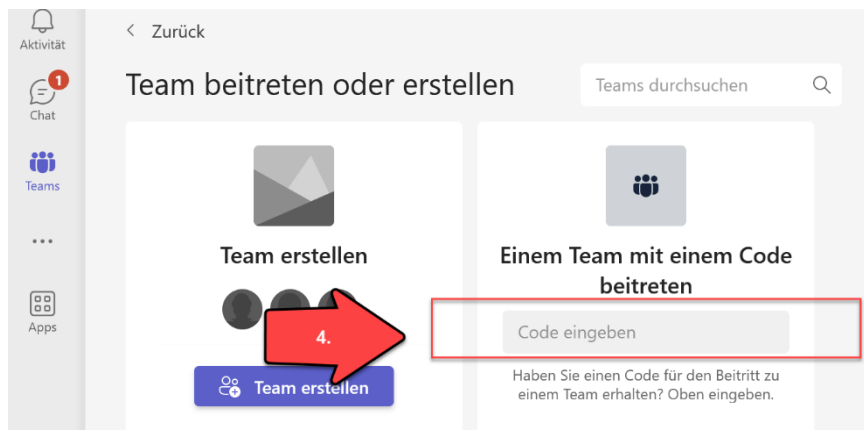 Aktivität
1
Chat
Teams
Apps
Zurück
Team beitreten oder erstellen
Teams durchsuchen
Team erstellen
4.
Team erstellen
Einem Team mit einem Code
beitreten
Code eingeben
Haben Sie einen Code für den Beitritt zu
einem Team erhalten? Oben eingeben.